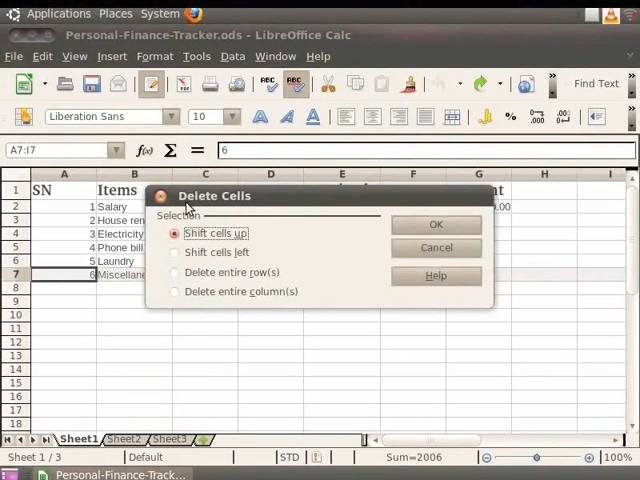 Applications Places System
Personal-Finance-Tracker.ods - LibreOffice Calc
File Edit View Insert Format Tools Data Window Help
Find Text
Liberation Sans 10
A7:I7 6
A B C D E F G H I
1 SN Items
2 1 Salary
3 2 House ren
4 3 Electricity
5 4 Phone bill
6 5 Laundry
7 6 Miscellane
8
9
10
11
12
13
14
15
16
17
18
Delete Cells
Selection
Shift cells up
Shift cells left
Delete entire row(s)
Delete entire column(s)
OK
Cancel
Help
Sheet1 Sheet2 Sheet3
Sheet 1 / 3 Default STD Sum=2006 100%
Personal-Finance-Track...